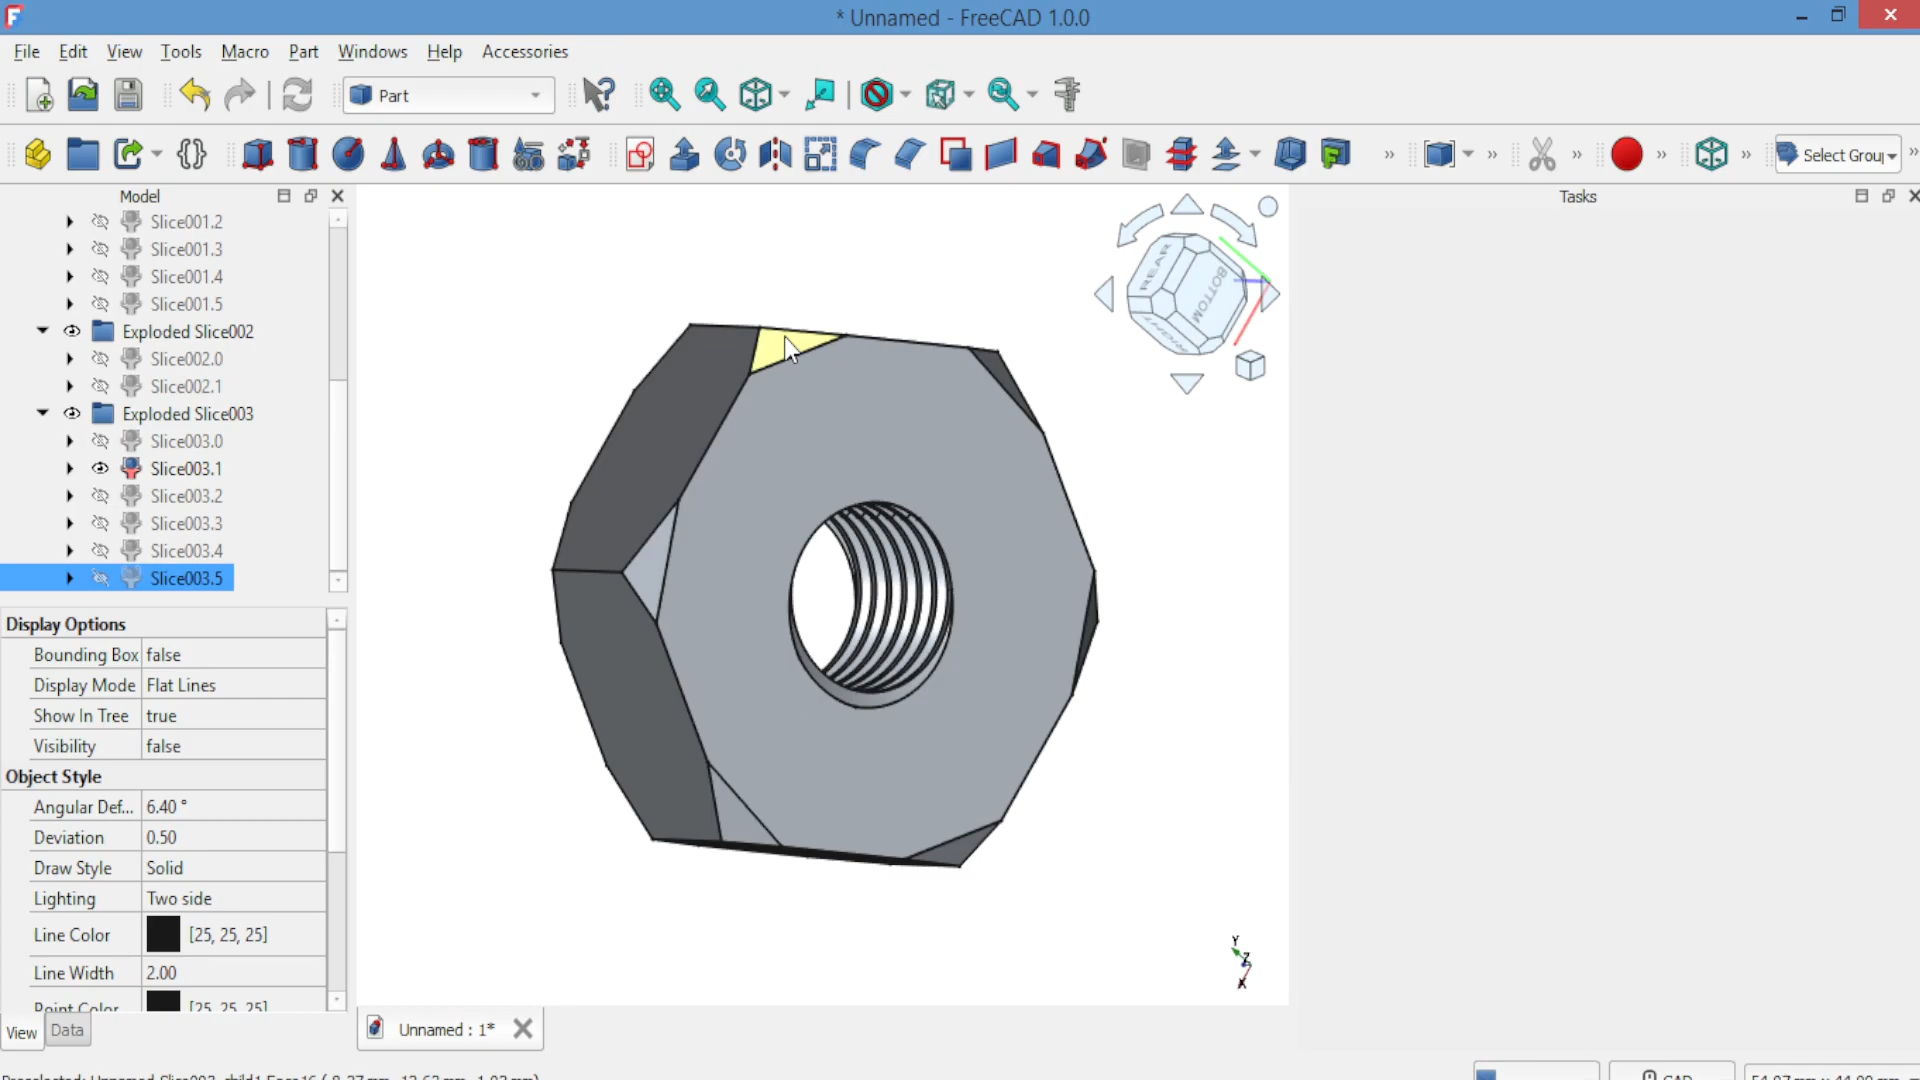 * Unnamed - FreeCAD 1.0.0
File Edit View Tools Macro Part Windows Help Accessories
Part
Select Grou
Model
Tasks
Slice001.2
Slice001.3
Slice001.4
Slice001.5
Exploded Slice002
Slice002.0
Slice002.1
Exploded Slice003
Slice003.0
Slice003.1
Slice003.2
Slice003.3
Slice003.4
Slice003.5
REAR
BOTTOM
RIGHT
Display Options
Bounding Box false
Display Mode Flat Lines
Show In Tree true
Visibility false
Object Style
Angular Def... 6.40 °
Deviation 0.50
Draw Style Solid
Lighting Two side
Line Color [25, 25, 25]
Line Width 2.00
Point Color [25, 25, 25]
Y
Z
X
View Data
Unnamed : 1*
CAD